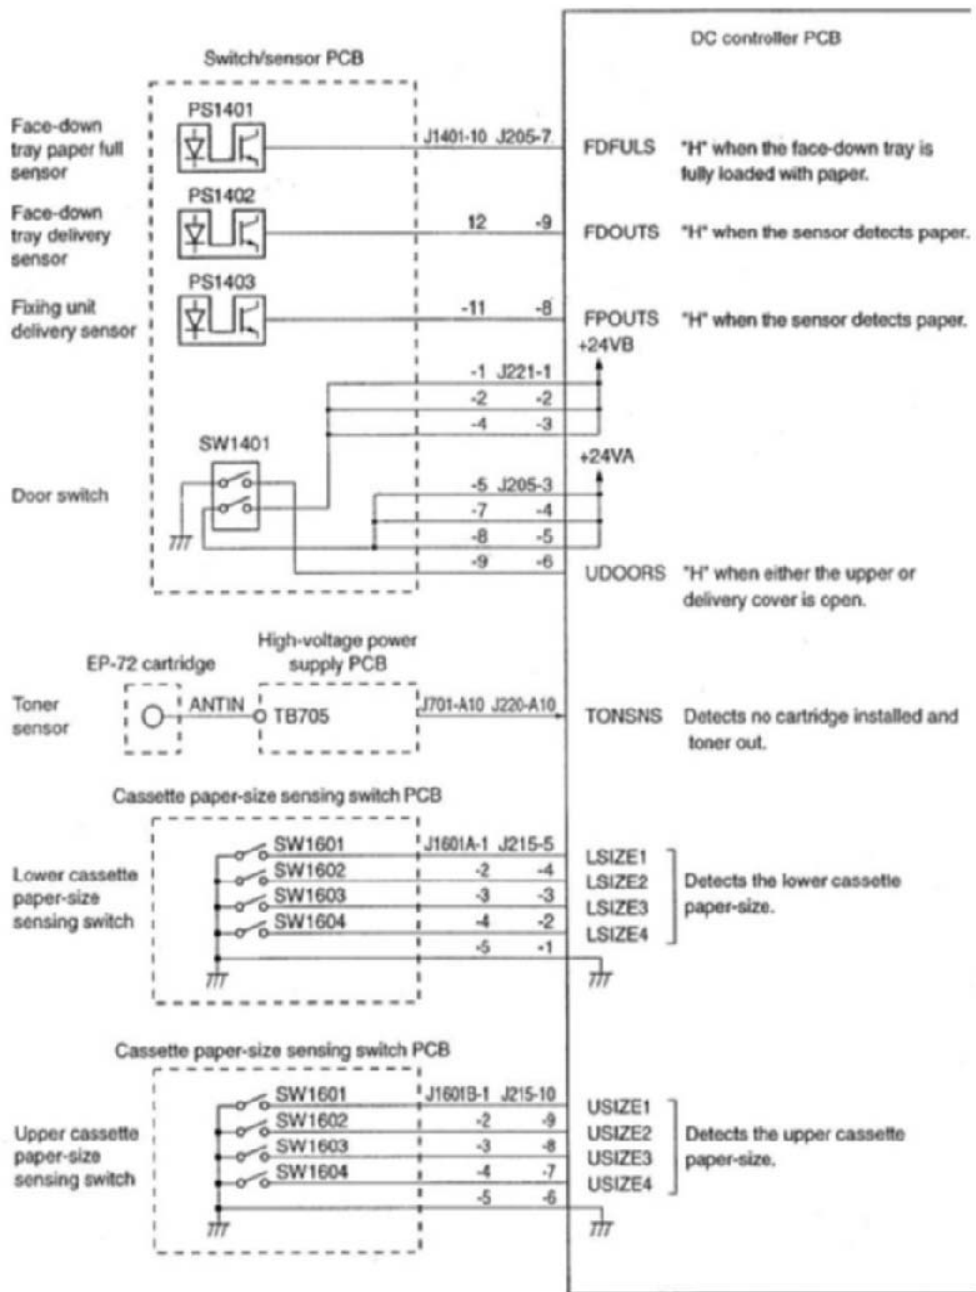 DC controller PCB
Switch/sensor PCB
PS1401
Face-down
tray paper full
sensor
J1401-10 J205-7
FDFULS "H" when the face-down tray is
fully loaded with paper.
PS1402
Face-down
tray delivery
sensor
12 -9
FDOUTS "H" when the sensor detects paper.
PS1403
Fixing unit
delivery sensor
-11 -8
FPOUTS "H" when the sensor detects paper.
+24VB
-1 J221-1
-2 -2
-4 -3
SW1401
+24VA
Door switch
-5 J205-3
-7 -4
-8 -5
-9 -6
UDOORS "H" when either the upper or
delivery cover is open.
High-voltage power
supply PCB
EP-72 cartridge
Toner
sensor
ANTIN
TB705
J701-A10 J220-A10
TONSNS Detects no cartridge installed and
toner out.
Cassette paper-size sensing switch PCB
Lower cassette
paper-size
sensing switch
SW1601 J1601A-1 J215-5 LSIZE1
SW1602 -2 -4 LSIZE2
SW1603 -3 -3 LSIZE3
SW1604 -4 -2 LSIZE4
-5 -1
Detects the lower cassette
paper-size.
Cassette paper-size sensing switch PCB
Upper cassette
paper-size
sensing switch
SW1601 J1601B-1 J215-10 USIZE1
SW1602 -2 -9 USIZE2
SW1603 -3 -8 USIZE3
SW1604 -4 -7 USIZE4
-5 -6
Detects the upper cassette
paper-size.